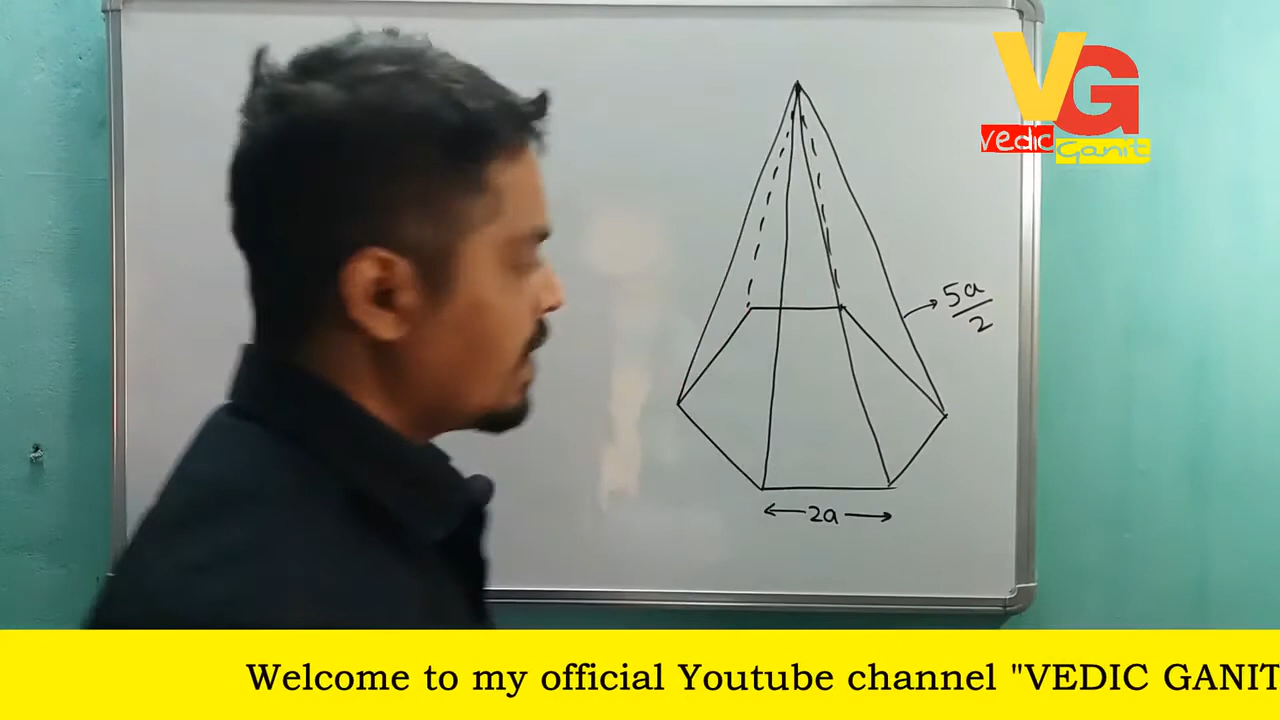 VG
Vedic Ganit
5a/2
2a
Welcome to my official Youtube channel "VEDIC GANIT